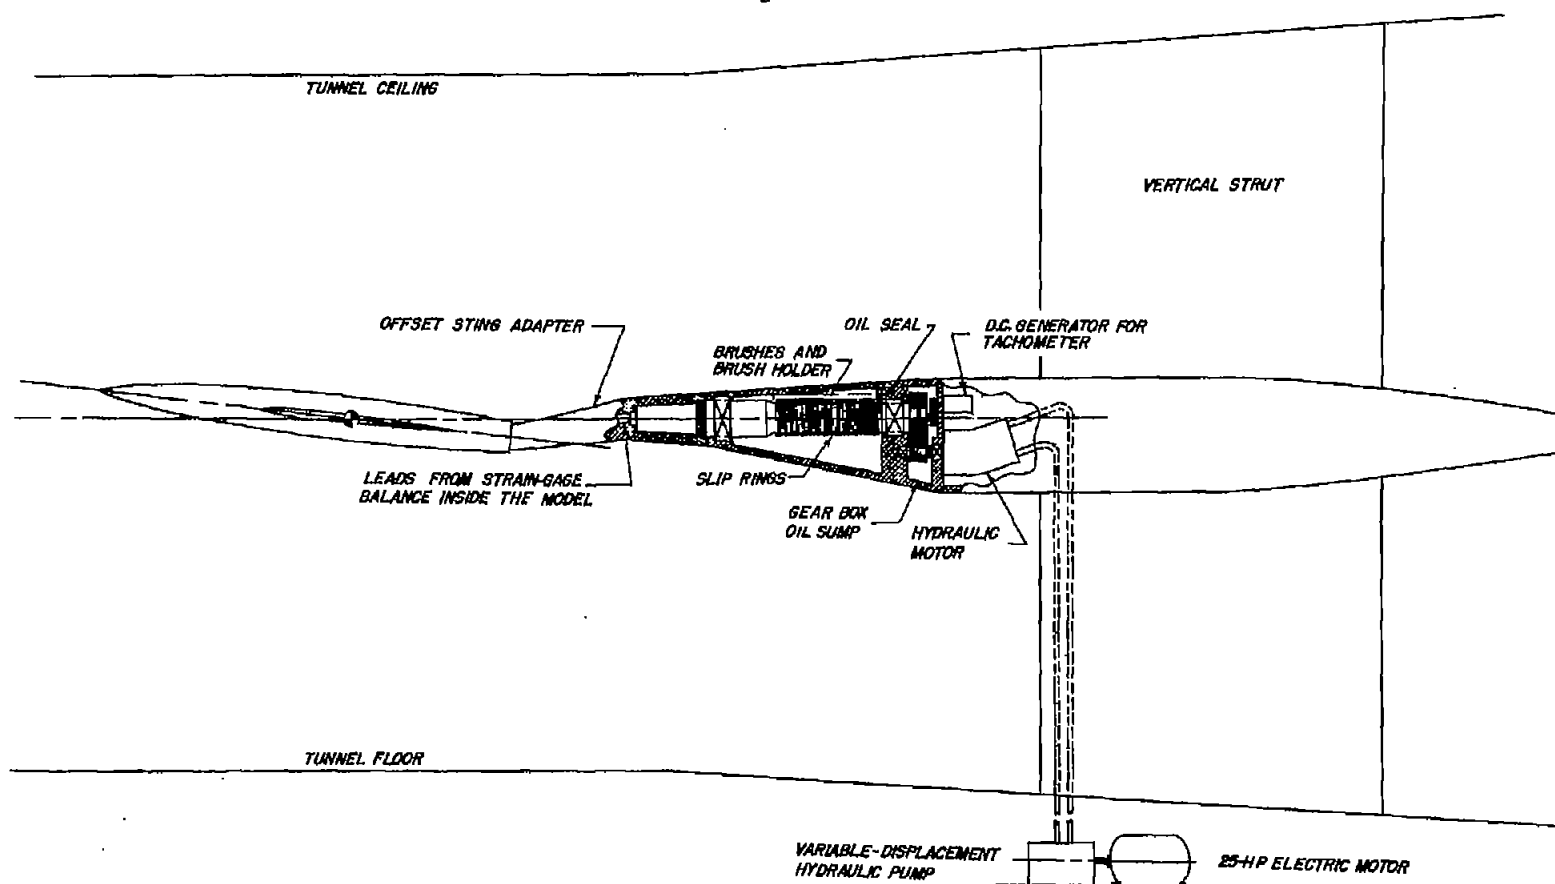 TUNNEL CEILING
VERTICAL STRUT
OFFSET STING ADAPTER
OIL SEAL
D.C. GENERATOR FOR
TACHOMETER
BRUSHES AND
BRUSH HOLDER
LEADS FROM STRAIN-GAGE
BALANCE INSIDE THE MODEL
SLIP RINGS
GEAR BOX
OIL SUMP
HYDRAULIC
MOTOR
TUNNEL FLOOR
VARIABLE-DISPLACEMENT
HYDRAULIC PUMP
25-HP ELECTRIC MOTOR